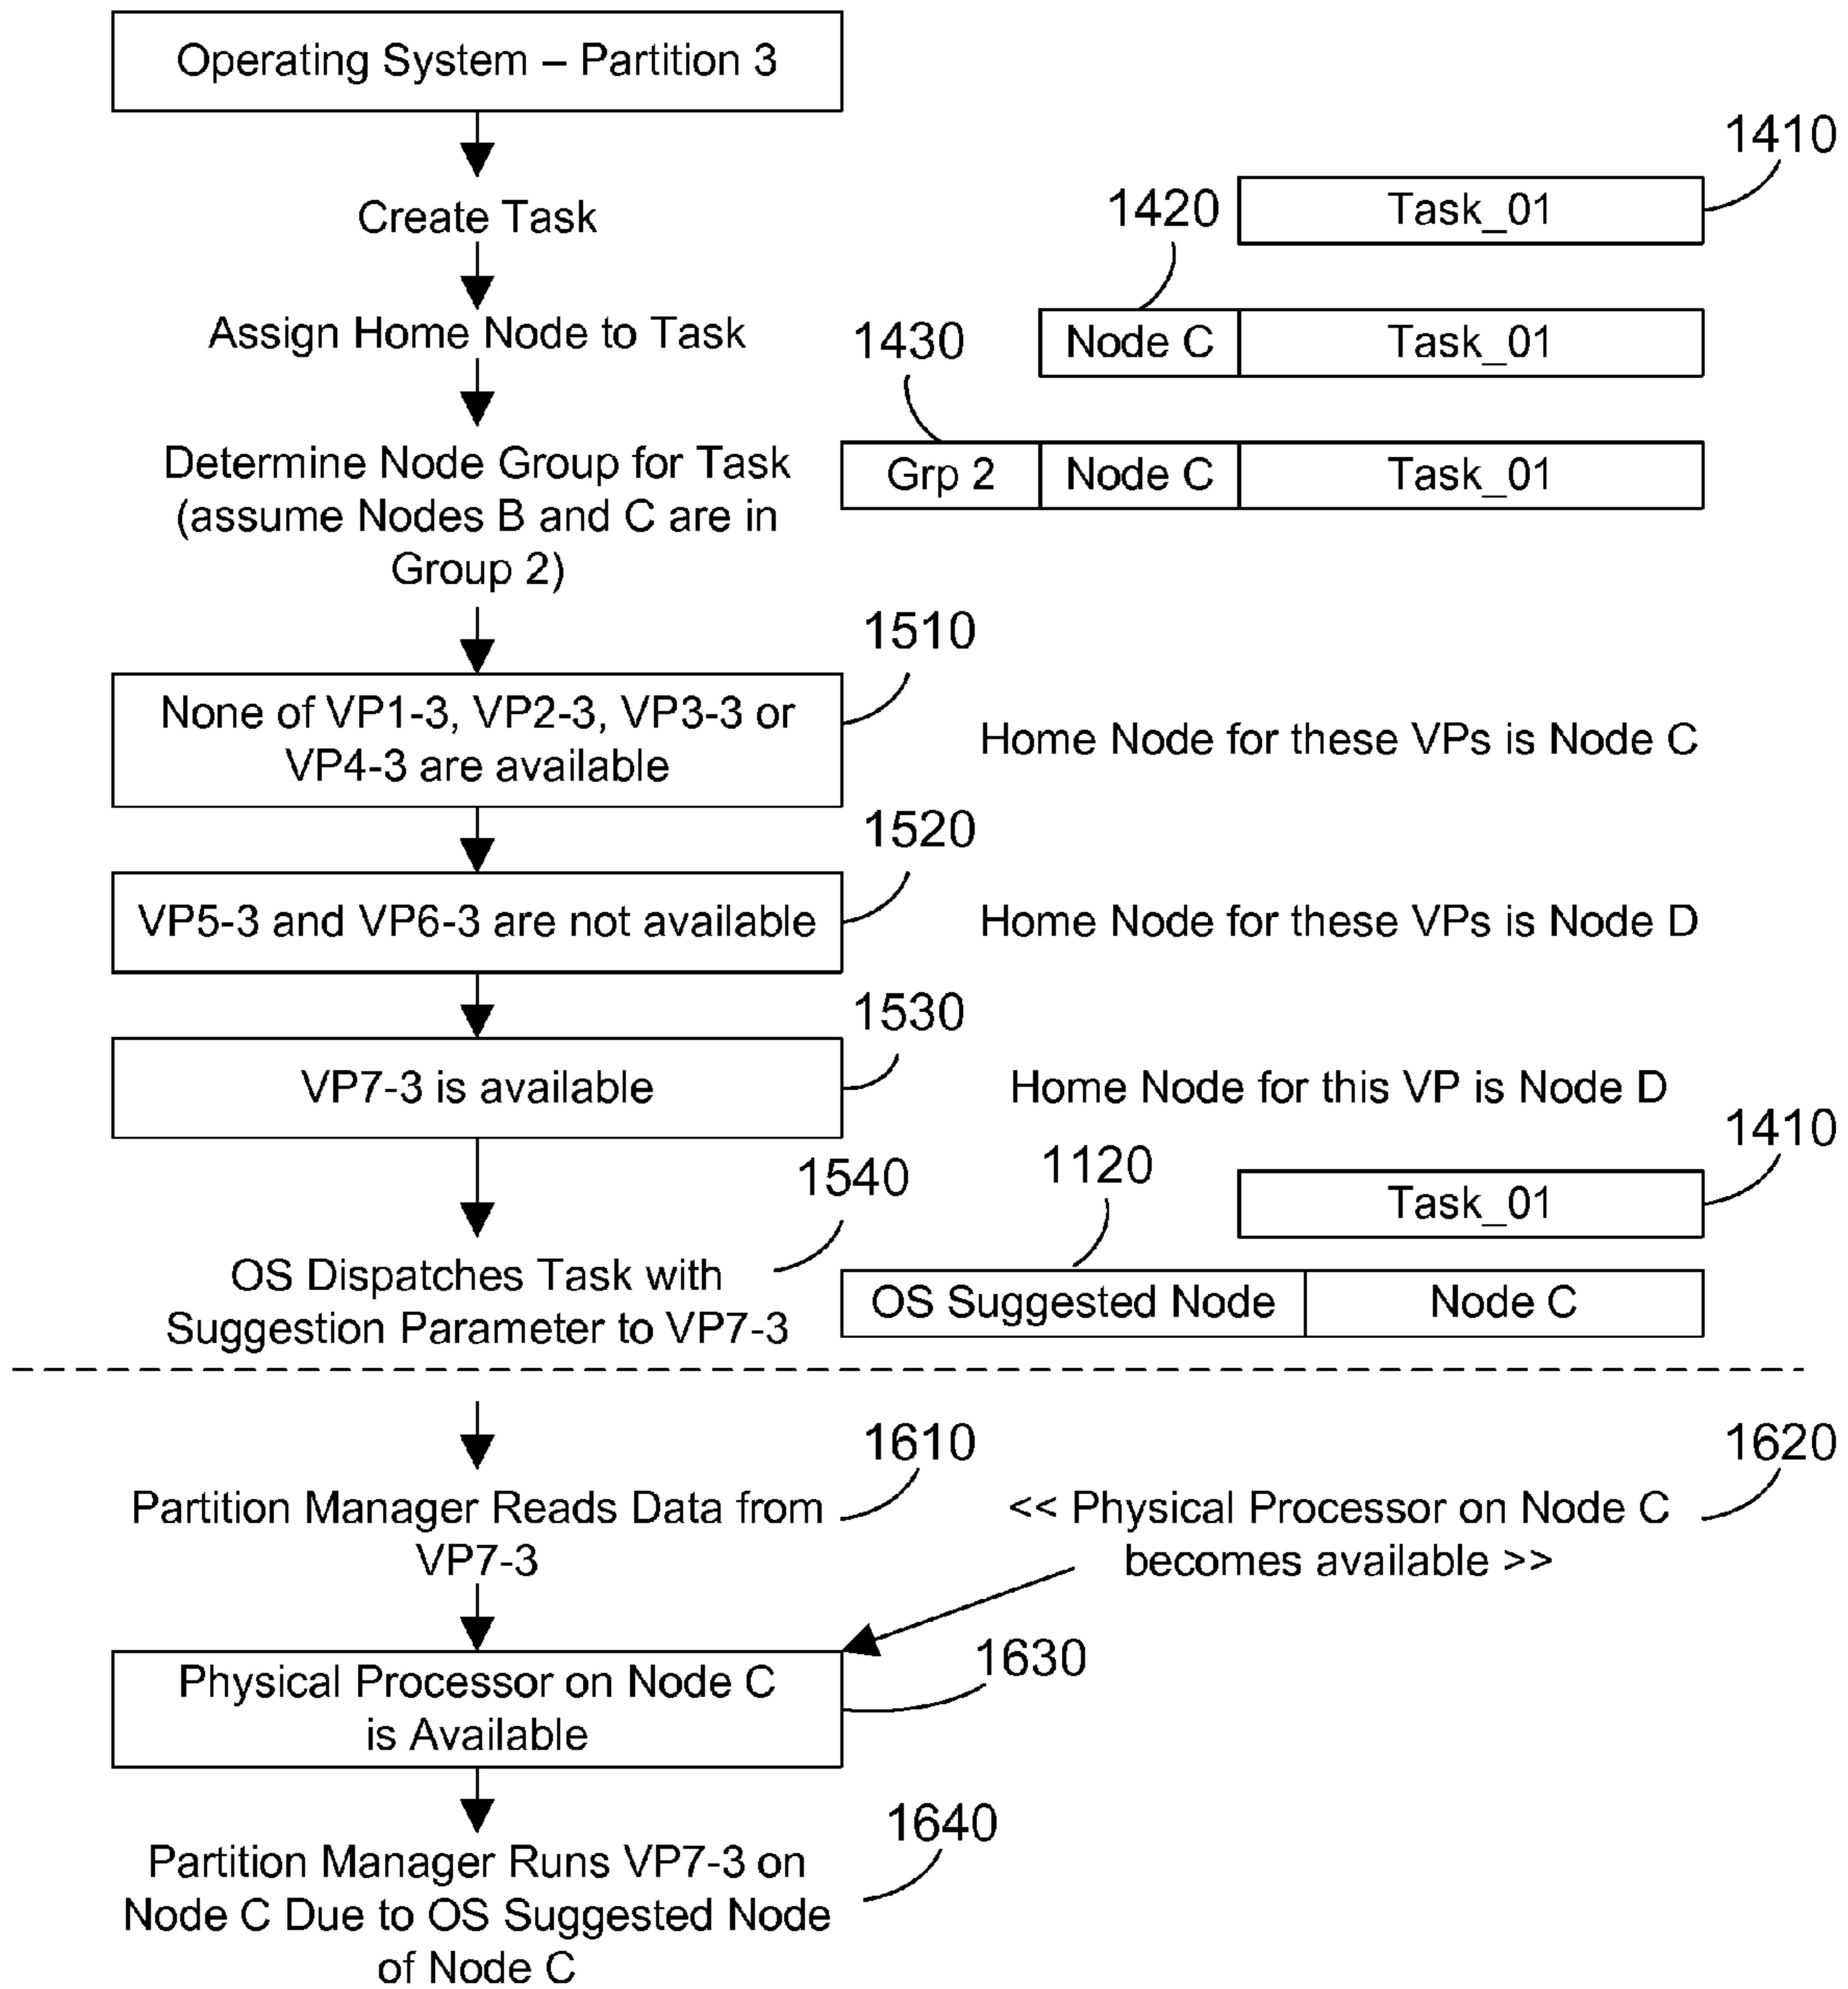 Operating System – Partition 3
1410
Create Task
1420
Task_01
Assign Home Node to Task
1430
Node C
Task_01
Determine Node Group for Task
(assume Nodes B and C are in
Group 2)
Grp 2
Node C
Task_01
1510
None of VP1-3, VP2-3, VP3-3 or
VP4-3 are available
Home Node for these VPs is Node C
1520
VP5-3 and VP6-3 are not available
Home Node for these VPs is Node D
1530
VP7-3 is available
Home Node for this VP is Node D
1410
1540
1120
Task_01
OS Dispatches Task with
Suggestion Parameter to VP7-3
OS Suggested Node
Node C
1610
1620
Partition Manager Reads Data from
VP7-3
<< Physical Processor on Node C
becomes available >>
1630
Physical Processor on Node C
is Available
1640
Partition Manager Runs VP7-3 on
Node C Due to OS Suggested Node
of Node C